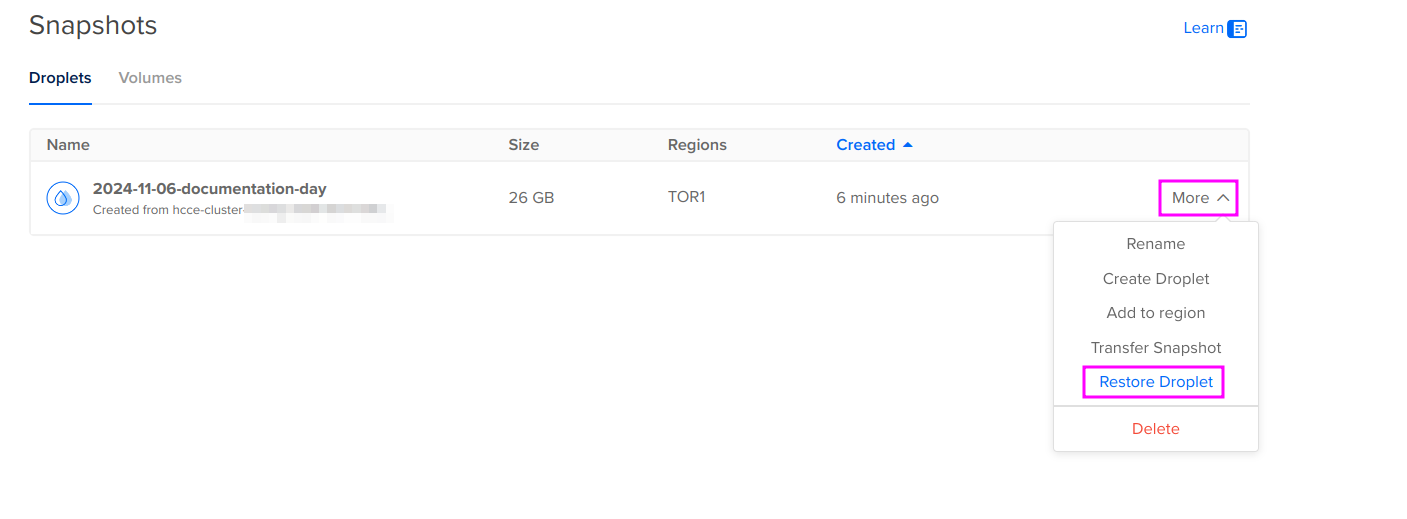 Snapshots
Learn
Droplets Volumes
Name Size Regions Created
2024-11-06-documentation-day 26 GB TOR1 6 minutes ago More
Created from hcce-cluster
Rename
Create Droplet
Add to region
Transfer Snapshot
Restore Droplet
Delete